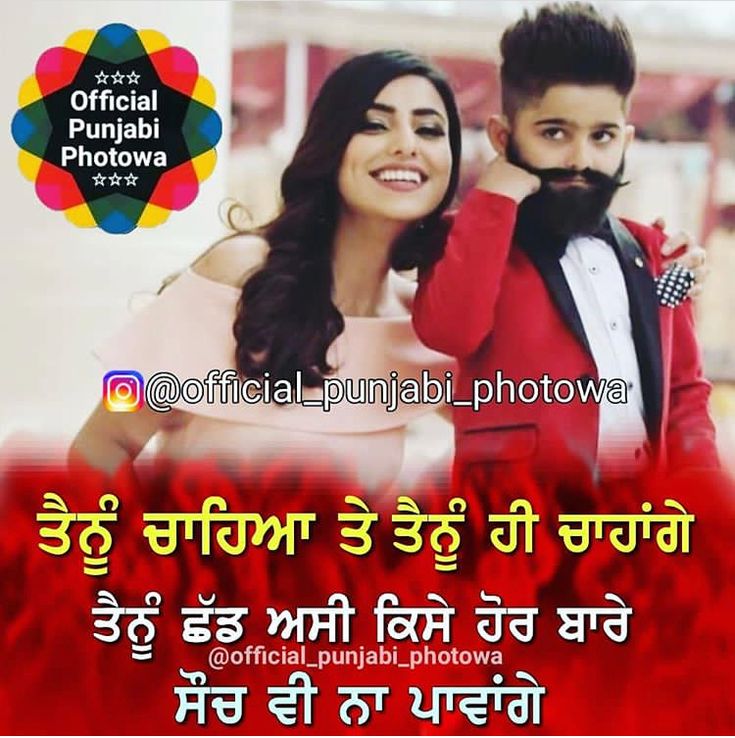 ☆☆☆
Official
Punjabi
Photowa
☆☆☆
@official_punjabi_photowa
ਤੈਨੂੰ ਚਾਹਿਆ ਤੇ ਤੈਨੂੰ ਹੀ ਚਾਹਾਂਗੇ
ਤੈਨੂੰ ਛੱਡ ਅਸੀ ਕਿਸੇ ਹੋਰ ਬਾਰੇ
@official_punjabi_photowa
ਸੌਚ ਵੀ ਨਾ ਪਾਵਾਂਗੇ